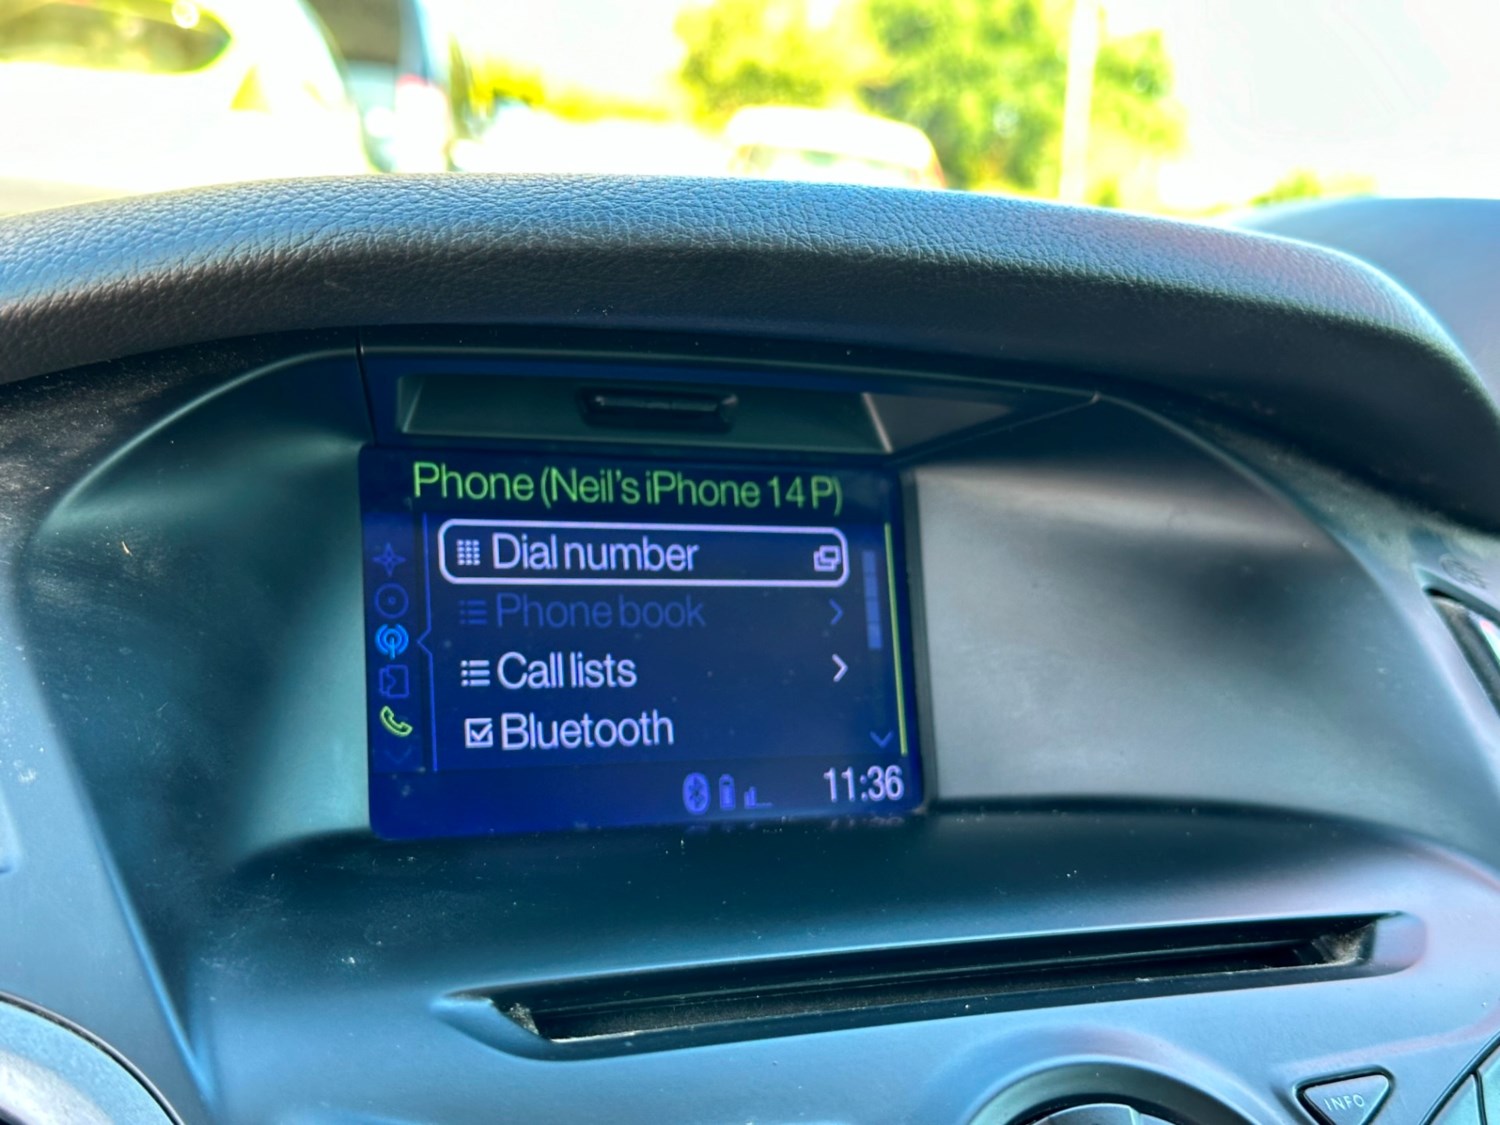 Phone (Neil's iPhone 14 P)
Dial number
Phone book
Call lists
Bluetooth
11:36
INFO